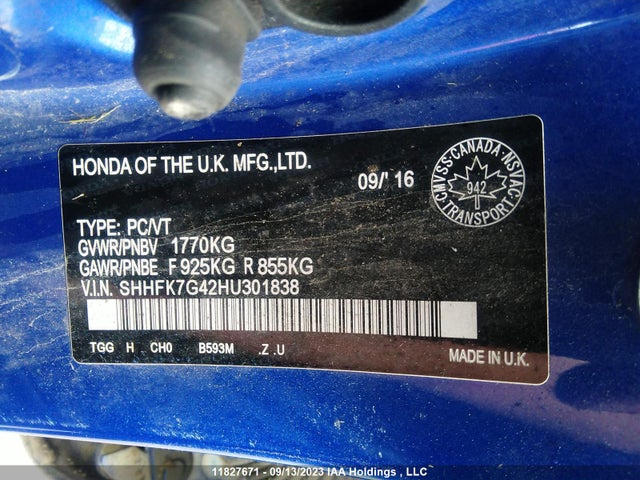 HONDA OF THE U.K. MFG.,LTD.
09/' 16
CMVSS·CANADA·NSVAC
942
TRANSPORT
TYPE: PC/VT
GVWR/PNBV 1770KG
GAWR/PNBE F 925KG R 855KG
V.I.N. SHHFK7G42HU301838
TGG H CH0 B593M .Z .U
MADE IN U.K.
11827671 - 09/13/2023 IAA Holdings , LLC